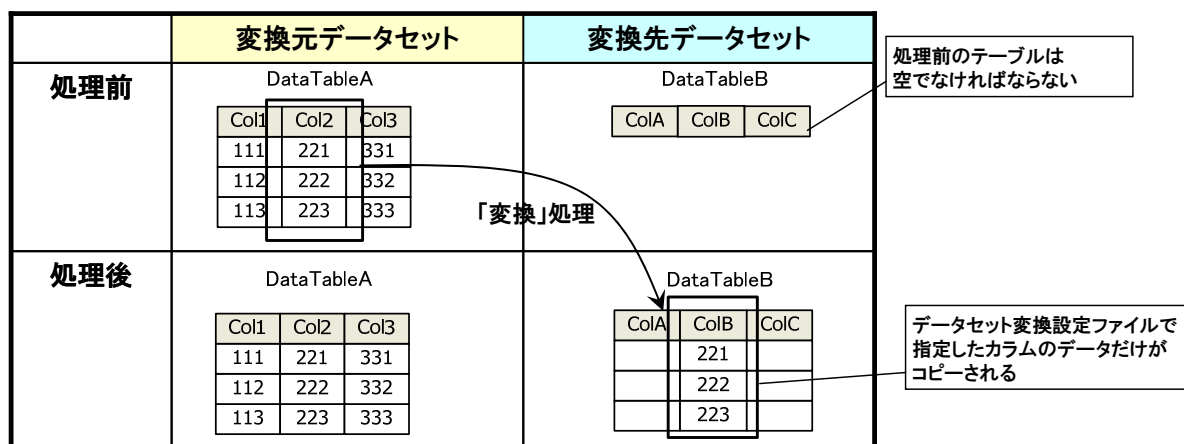 変換元データセット
変換先データセット
処理前
DataTableA
DataTableB
処理前のテーブルは
空でなければならない
Col1 Col2 Col3
111 221 331
112 222 332
113 223 333
ColA ColB ColC
「変換」処理
処理後
DataTableA
DataTableB
Col1 Col2 Col3
111 221 331
112 222 332
113 223 333
ColA ColB ColC
221
222
223
データセット変換設定ファイルで
指定したカラムのデータだけが
コピーされる